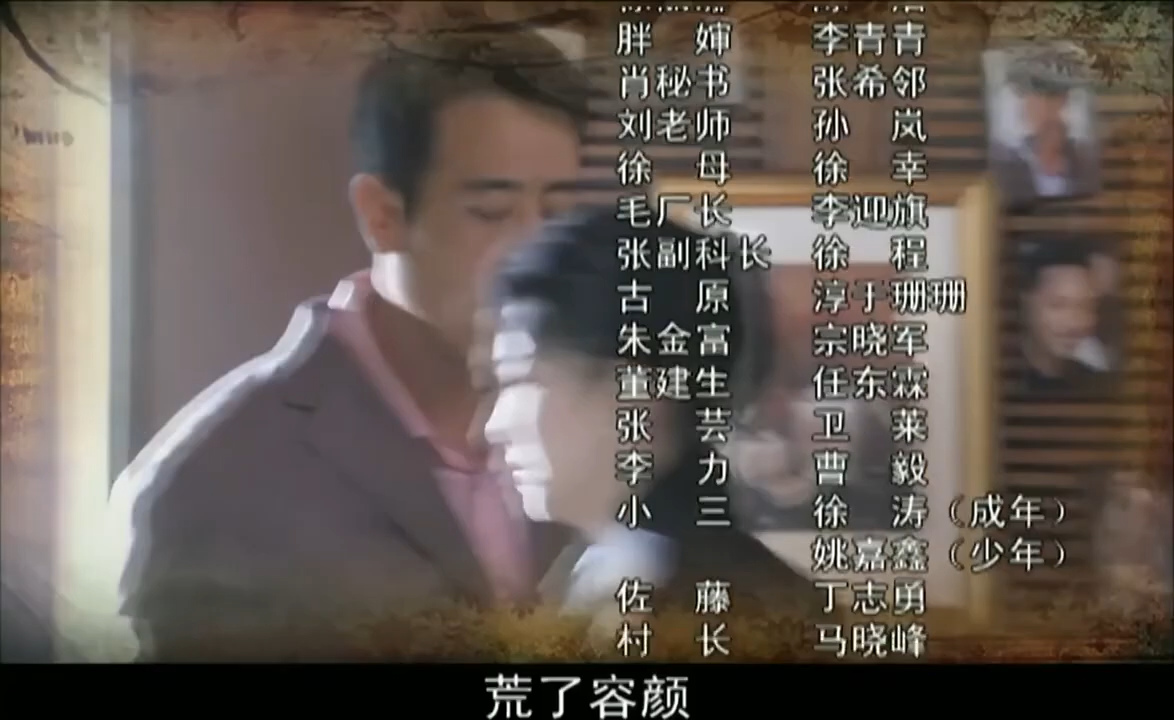 胖 婶 李青青
肖秘书 张希邻
刘老师 孙 岚
徐 母 徐 幸
毛厂长 李迎旗
张副科长 徐 程
古 原 淳于珊珊
朱金富 宗晓军
董建生 任东霖
张 芸 卫 莱
李 力 曹 毅
小 三 徐 涛（成年）
姚嘉鑫（少年）
佐 藤 丁志勇
村 长 马晓峰
荒了容颜